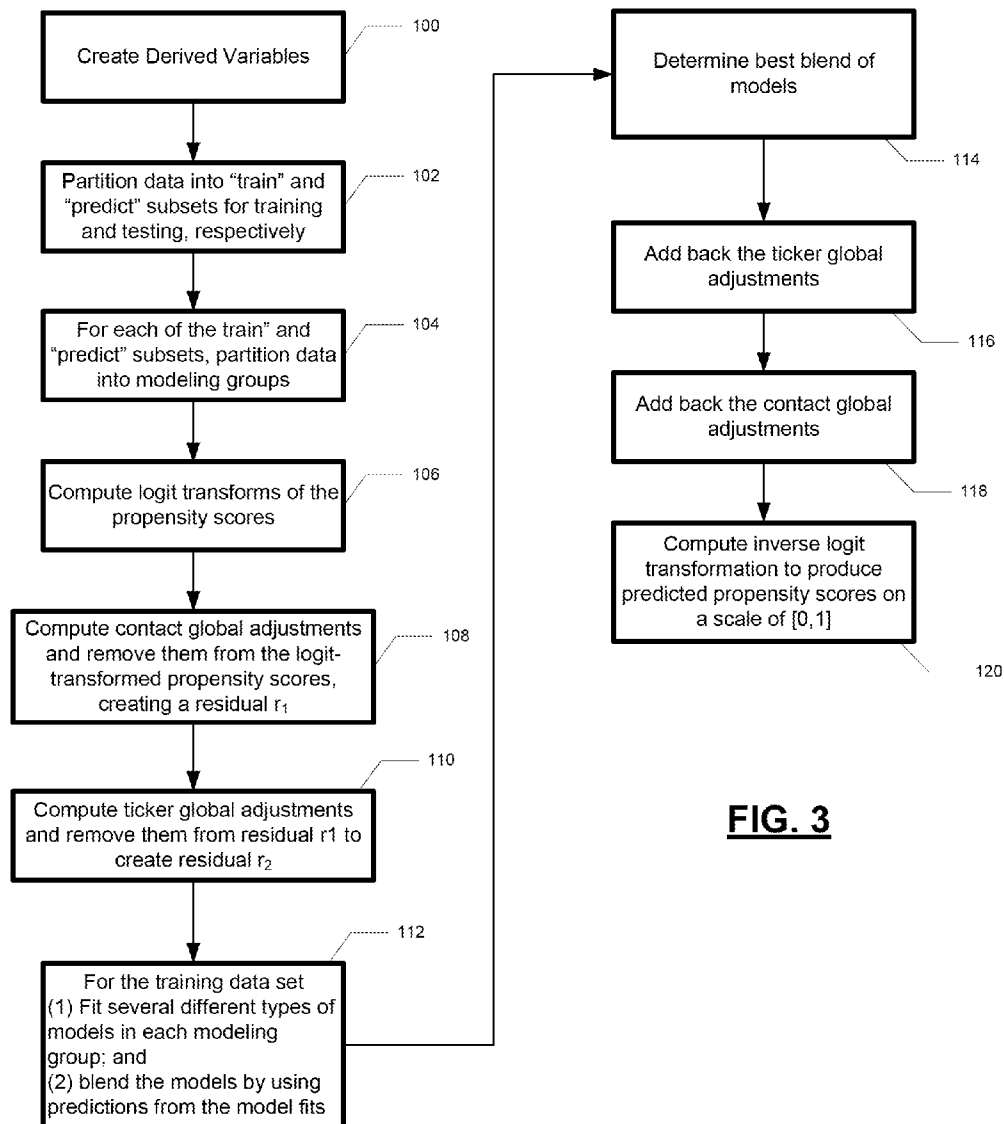 Create Derived Variables
100
Partition data into “train” and
“predict” subsets for training
and testing, respectively
102
For each of the train” and
“predict” subsets, partition data
into modeling groups
104
Compute logit transforms of the
propensity scores
106
Compute contact global adjustments
and remove them from the logit-
transformed propensity scores,
creating a residual r₁
108
Compute ticker global adjustments
and remove them from residual r1 to
create residual r₂
110
For the training data set
(1) Fit several different types of
models in each modeling
group; and
(2) blend the models by using
predictions from the model fits
112
Determine best blend of
models
114
Add back the ticker global
adjustments
116
Add back the contact global
adjustments
118
Compute inverse logit
transformation to produce
predicted propensity scores on
a scale of [0,1]
120
FIG. 3